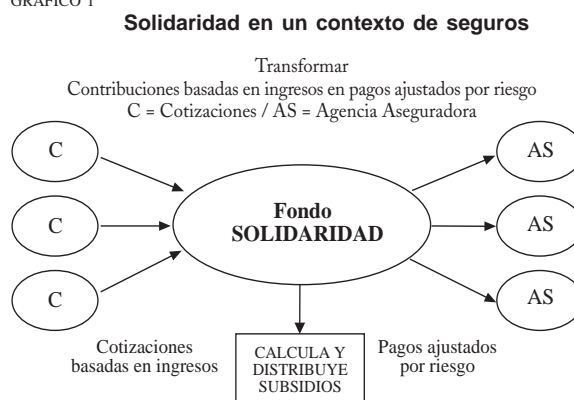 GRÁFICO 1
Solidaridad en un contexto de seguros
Transformar
Contribuciones basadas en ingresos en pagos ajustados por riesgo
C = Cotizaciones / AS = Agencia Aseguradora
C
AS
C
Fondo
SOLIDARIDAD
AS
C
AS
Cotizaciones
basadas en ingresos
CALCULA Y
DISTRIBUYE
SUBSIDIOS
Pagos ajustados
por riesgo